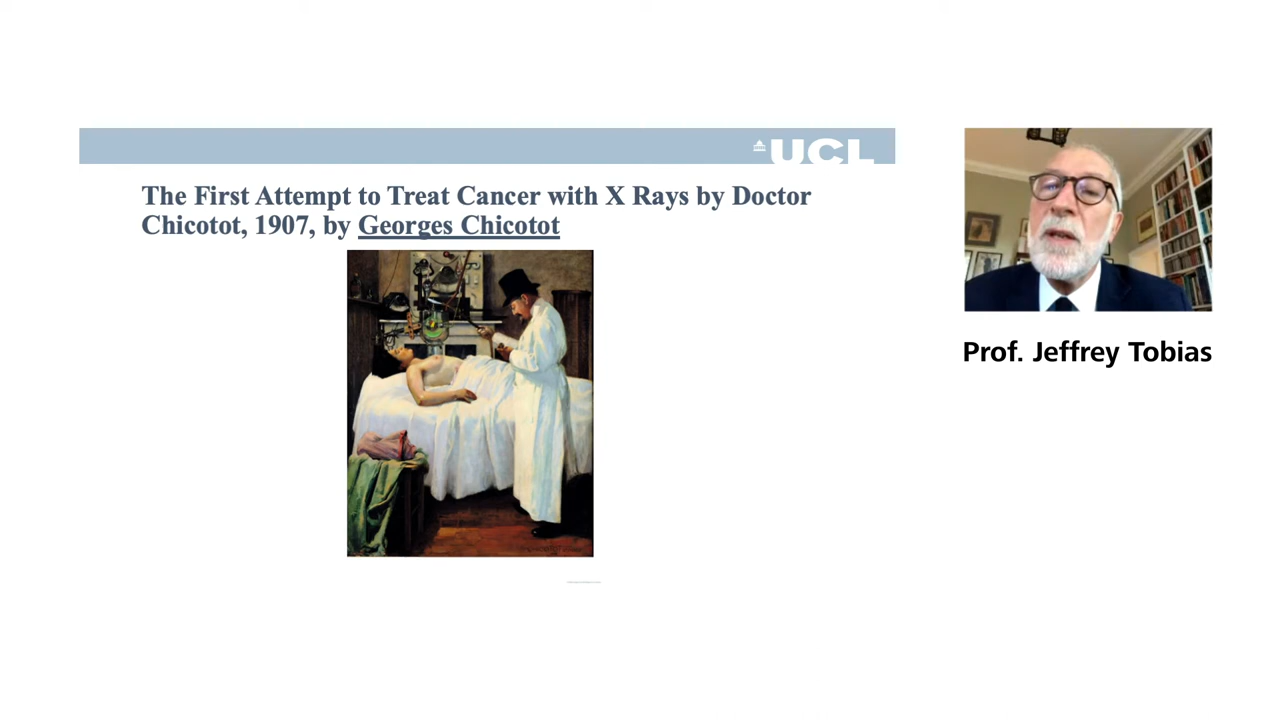 UCL
The First Attempt to Treat Cancer with X Rays by Doctor
Chicotot, 1907, by Georges Chicotot
Prof. Jeffrey Tobias